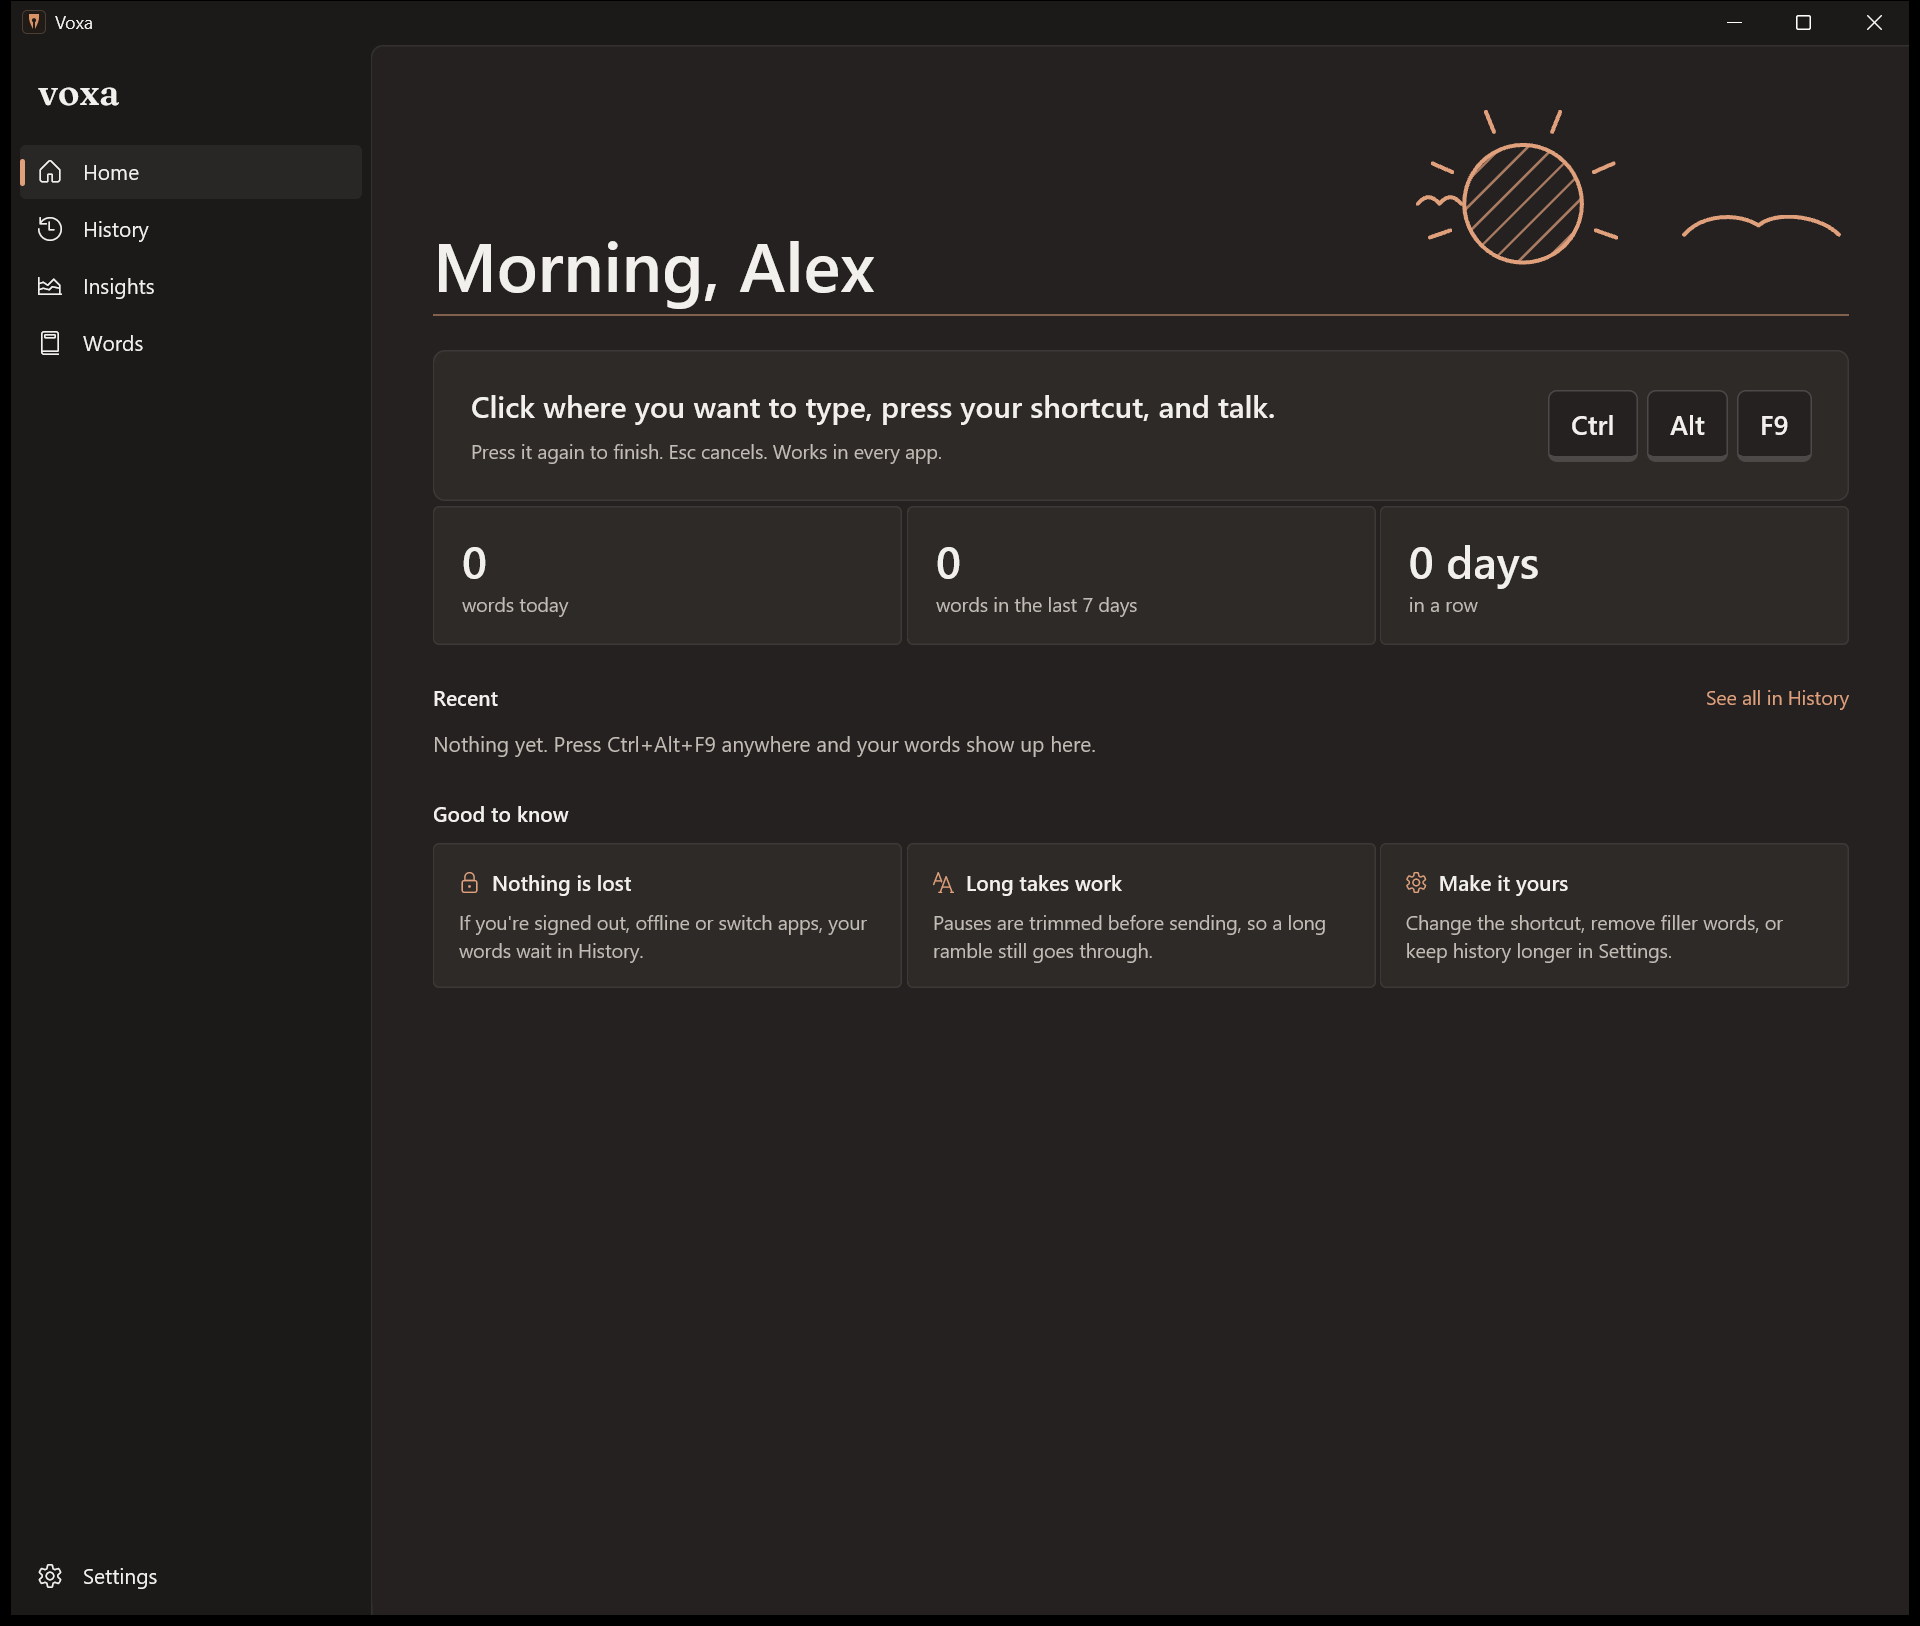 Voxa
voxa
Home
History
Insights
Words
Settings
Morning, Alex
Click where you want to type, press your shortcut, and talk.
Press it again to finish. Esc cancels. Works in every app.
Ctrl Alt F9
0
words today
0
words in the last 7 days
0 days
in a row
Recent
See all in History
Nothing yet. Press Ctrl+Alt+F9 anywhere and your words show up here.
Good to know
Nothing is lost
If you're signed out, offline or switch apps, your
words wait in History.
Long takes work
Pauses are trimmed before sending, so a long
ramble still goes through.
Make it yours
Change the shortcut, remove filler words, or
keep history longer in Settings.